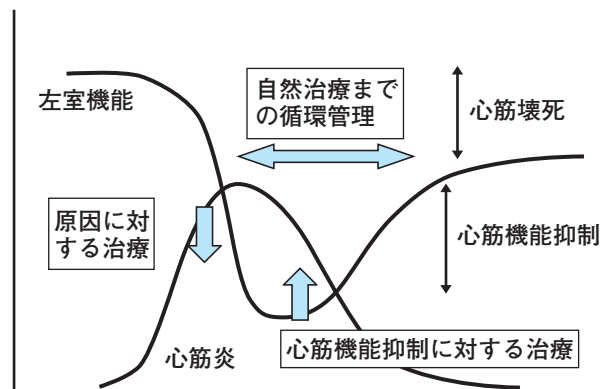 左室機能
自然治療まで
の循環管理
心筋壊死
原因に対
する治療
心筋機能抑制
心筋炎
心筋機能抑制に対する治療